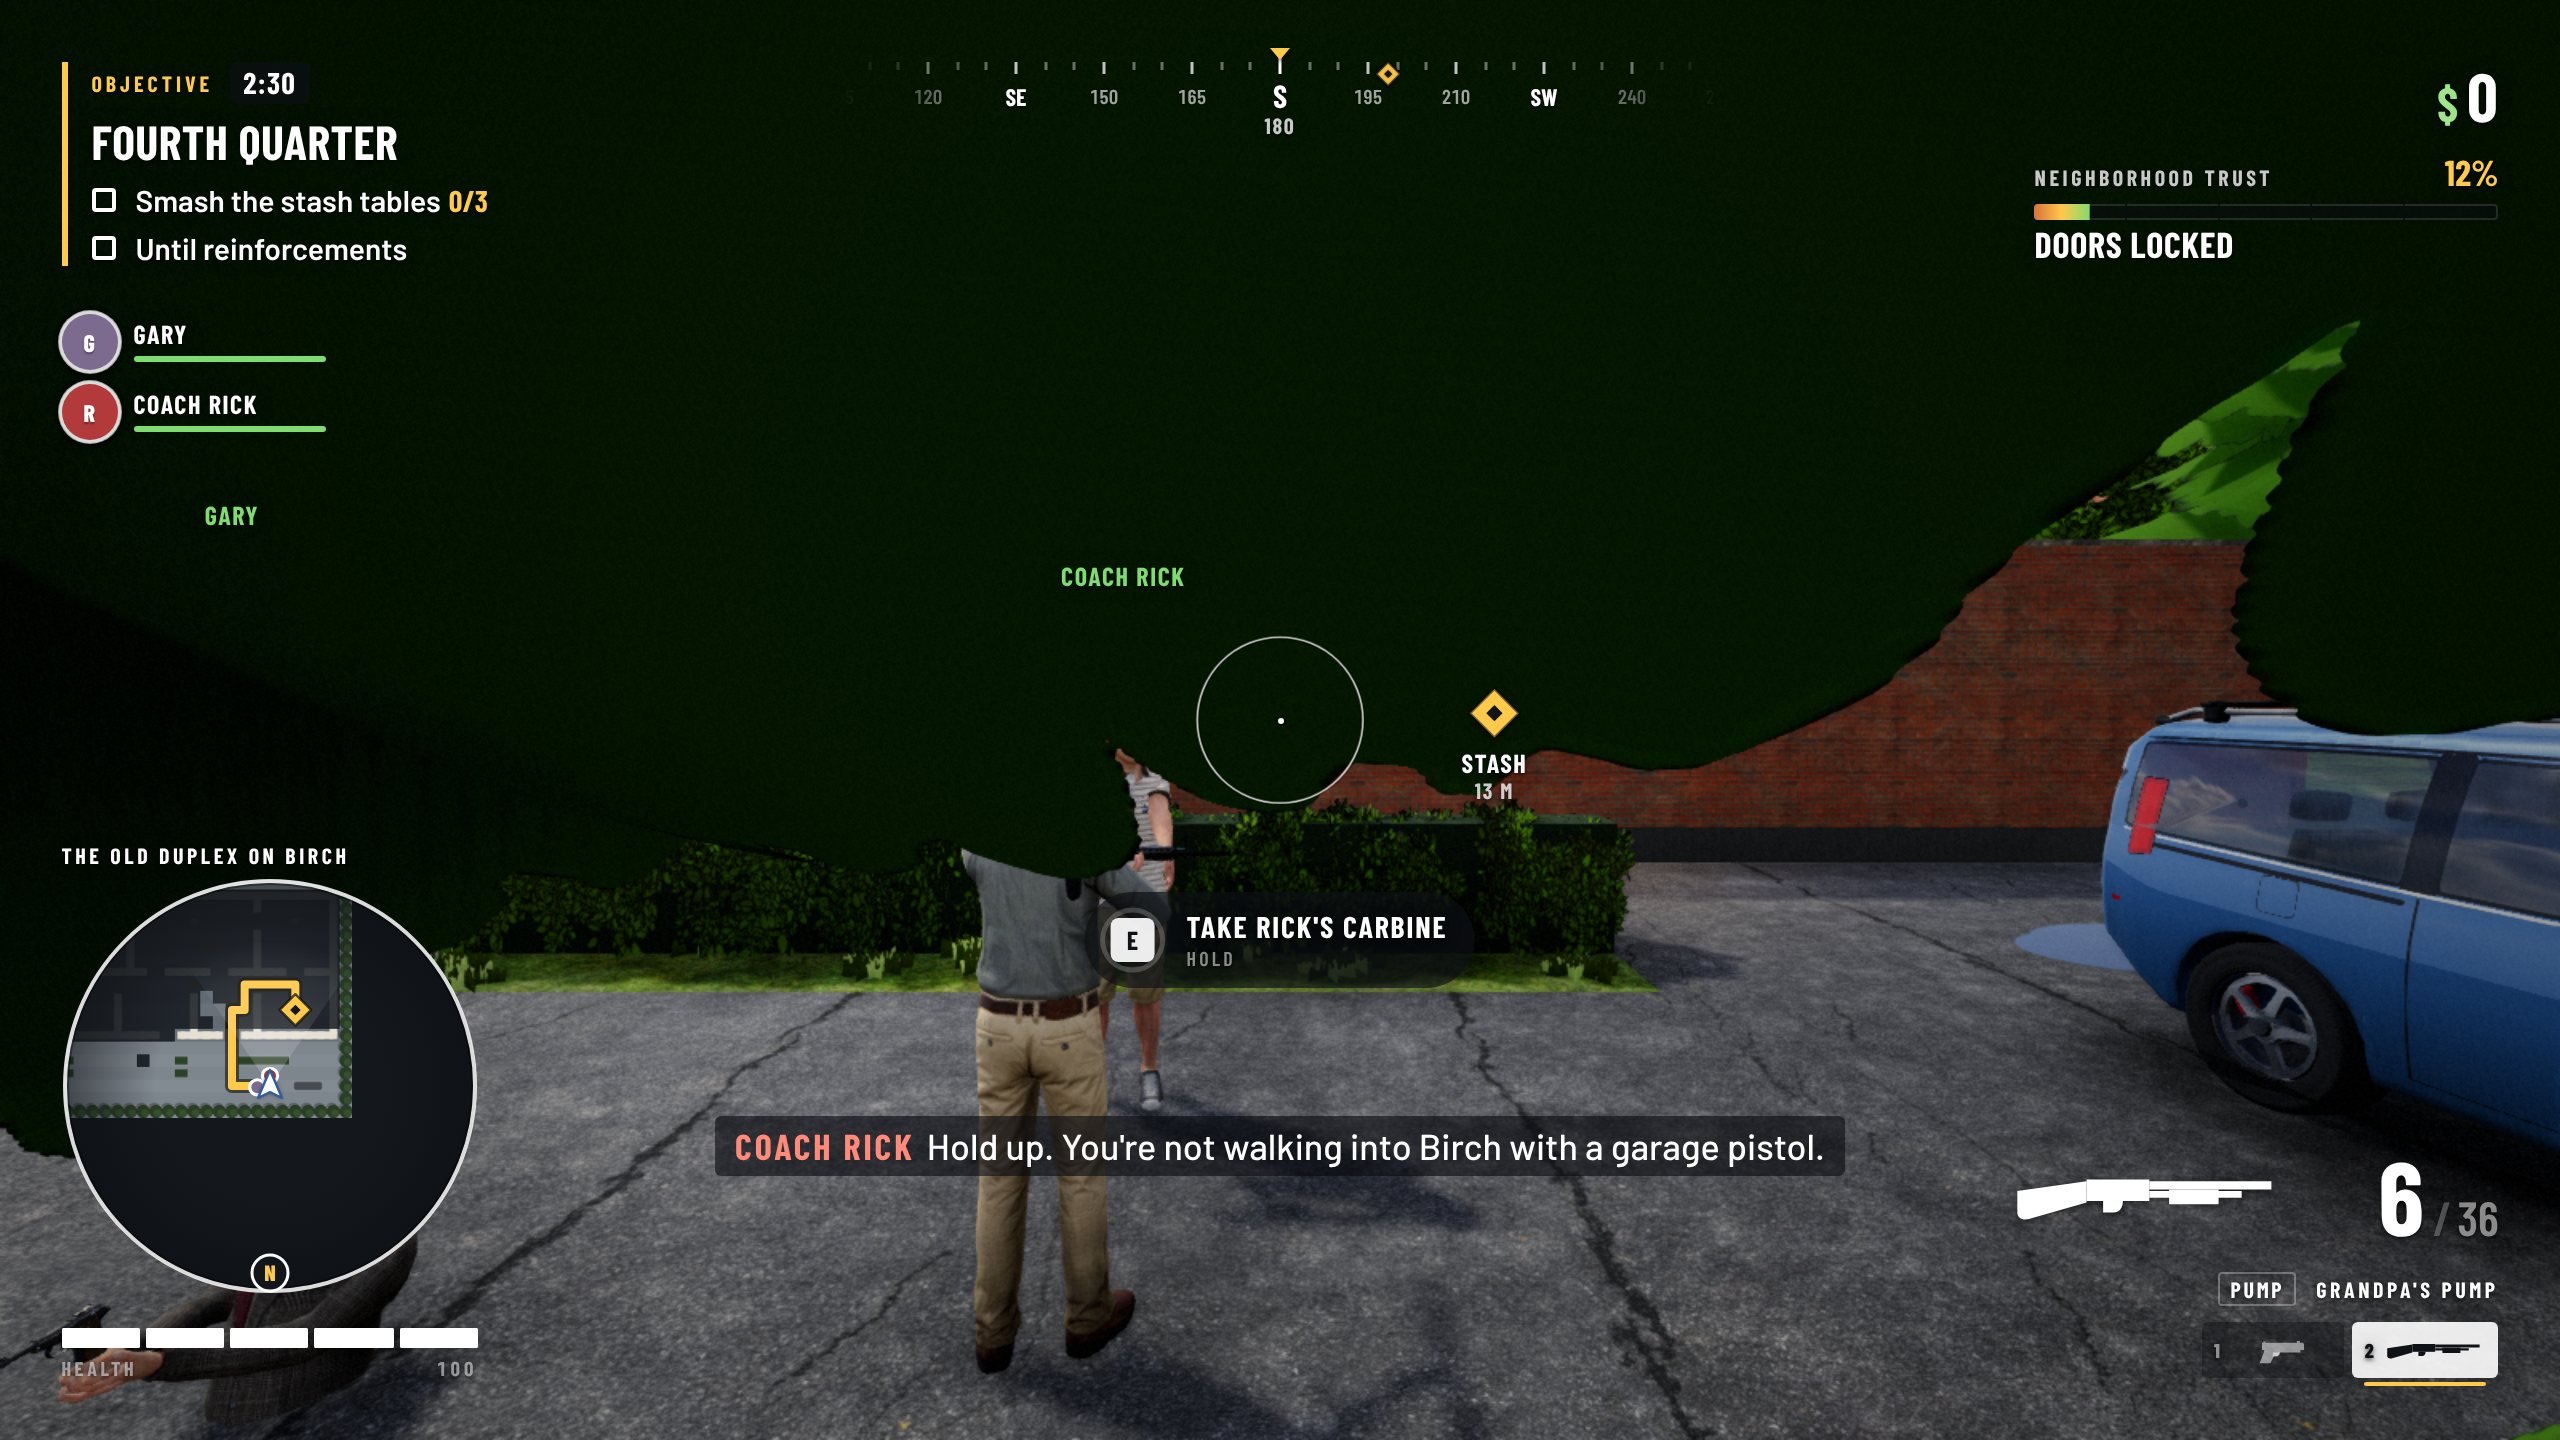 OBJECTIVE 2:30
FOURTH QUARTER
Smash the stash tables 0/3
Until reinforcements
G GARY
R COACH RICK
GARY
120 SE 150 165 S 195 210 SW 240
180
$0
NEIGHBORHOOD TRUST 12%
DOORS LOCKED
COACH RICK
STASH
13 M
E TAKE RICK'S CARBINE
HOLD
THE OLD DUPLEX ON BIRCH
N
COACH RICK Hold up. You're not walking into Birch with a garage pistol.
HEALTH 100
6 / 36
PUMP GRANDPA'S PUMP
1 2